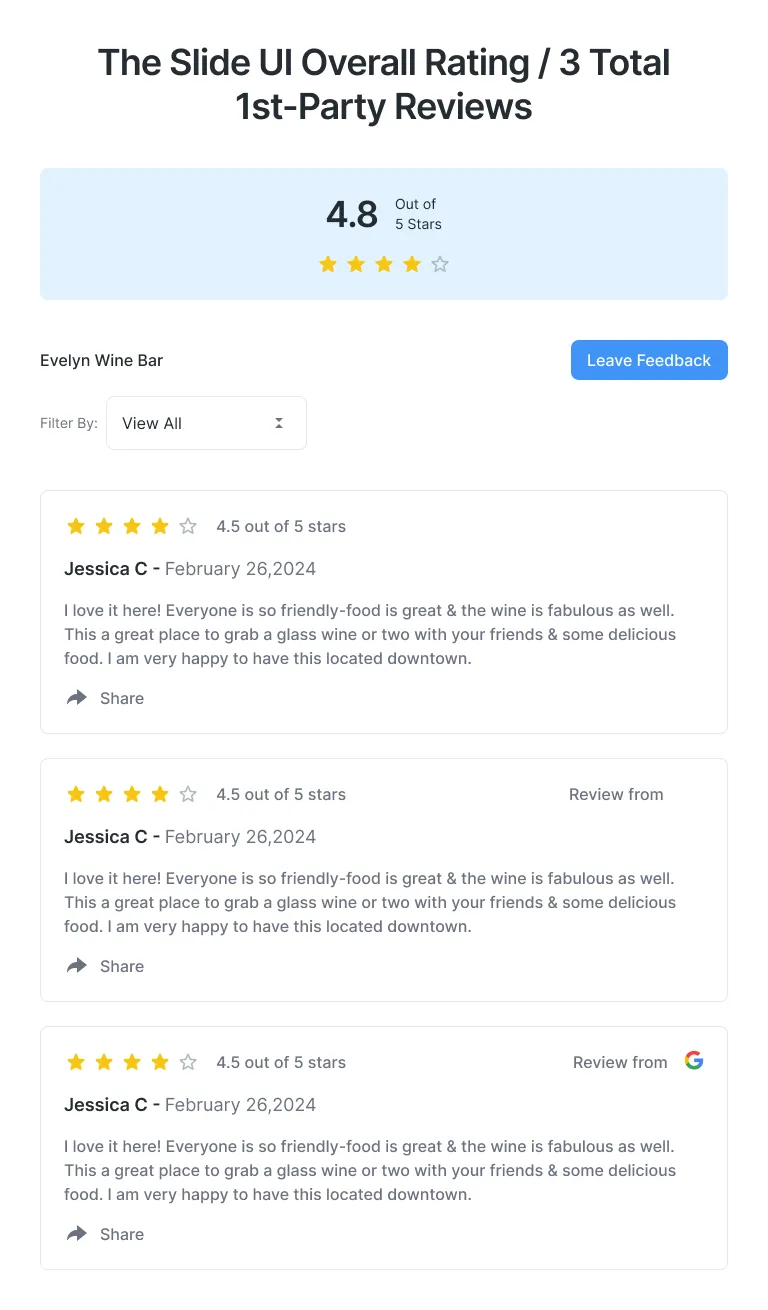 The Slide UI Overall Rating / 3 Total
1st-Party Reviews
4.8
Out of
5 Stars
Evelyn Wine Bar
Leave Feedback
Filter By:
View All
4.5 out of 5 stars
Jessica C - February 26,2024
I love it here! Everyone is so friendly-food is great & the wine is fabulous as well.
This a great place to grab a glass wine or two with your friends & some delicious
food. I am very happy to have this located downtown.
Share
4.5 out of 5 stars
Review from
Jessica C - February 26,2024
I love it here! Everyone is so friendly-food is great & the wine is fabulous as well.
This a great place to grab a glass wine or two with your friends & some delicious
food. I am very happy to have this located downtown.
Share
4.5 out of 5 stars
Review from G
Jessica C - February 26,2024
I love it here! Everyone is so friendly-food is great & the wine is fabulous as well.
This a great place to grab a glass wine or two with your friends & some delicious
food. I am very happy to have this located downtown.
Share